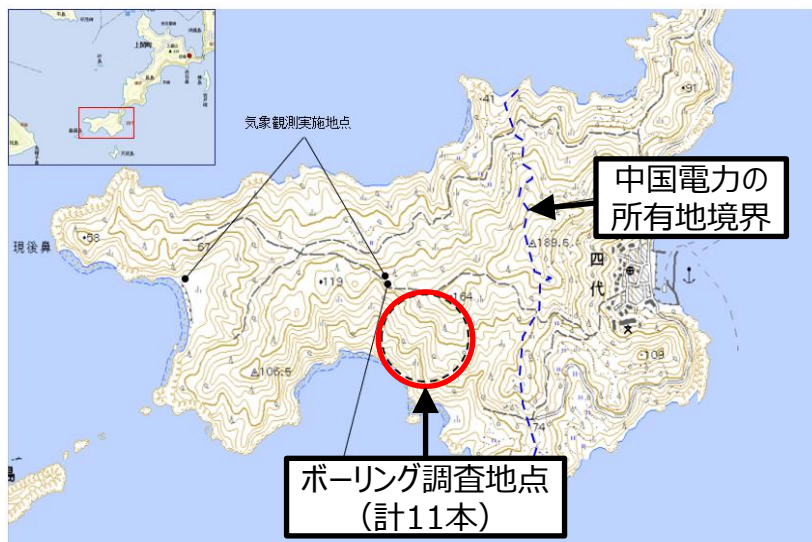 上関町
気象観測実施地点
中国電力の
所有地境界
・41
・91
現後鼻
・58
67
・119
164
△189.5
四
代
△106.5
・109
74
島
ボーリング調査地点
（計11本）